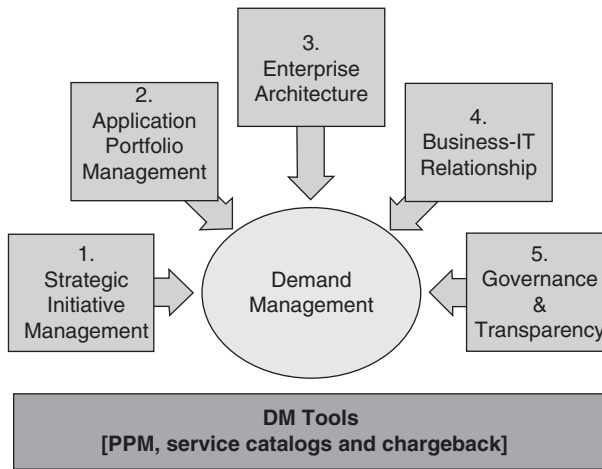 1.
Strategic
Initiative
Management
2.
Application
Portfolio
Management
3.
Enterprise
Architecture
4.
Business-IT
Relationship
5.
Governance
&
Transparency
Demand
Management
DM Tools
[PPM, service catalogs and chargeback]